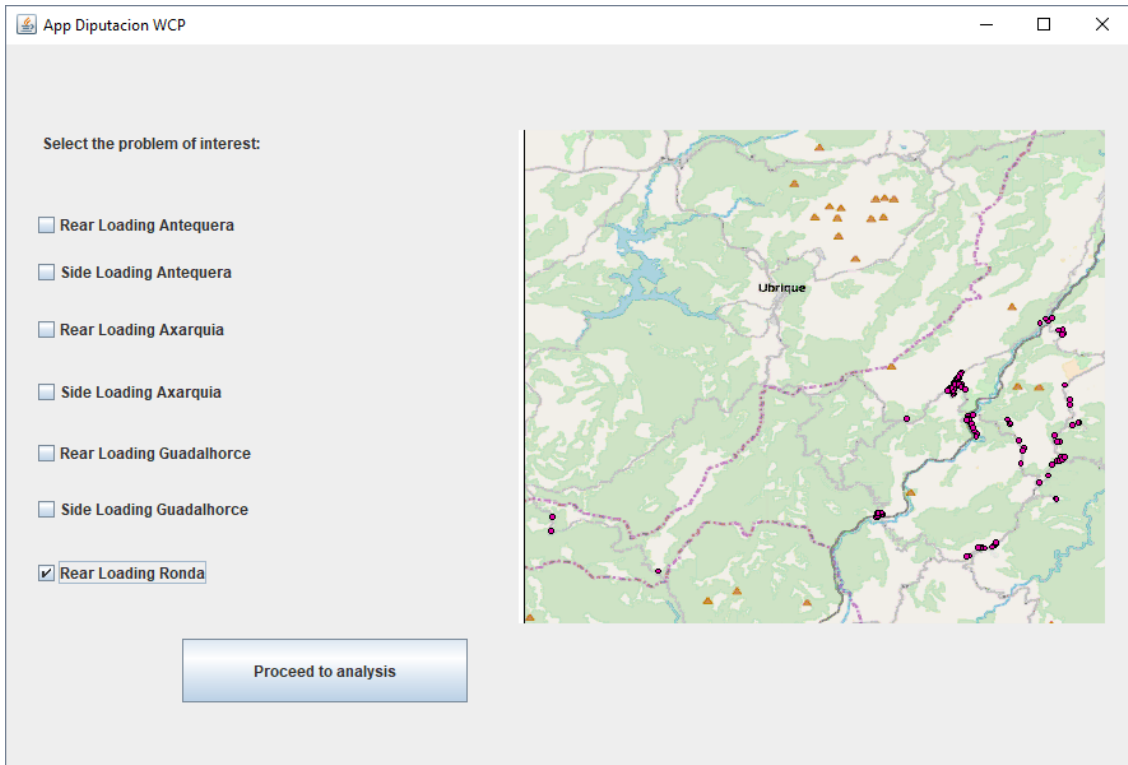 App Diputacion WCP
Select the problem of interest:
Rear Loading Antequera
Side Loading Antequera
Rear Loading Axarquia
Side Loading Axarquia
Rear Loading Guadalhorce
Side Loading Guadalhorce
Rear Loading Ronda
Proceed to analysis
Ubrique